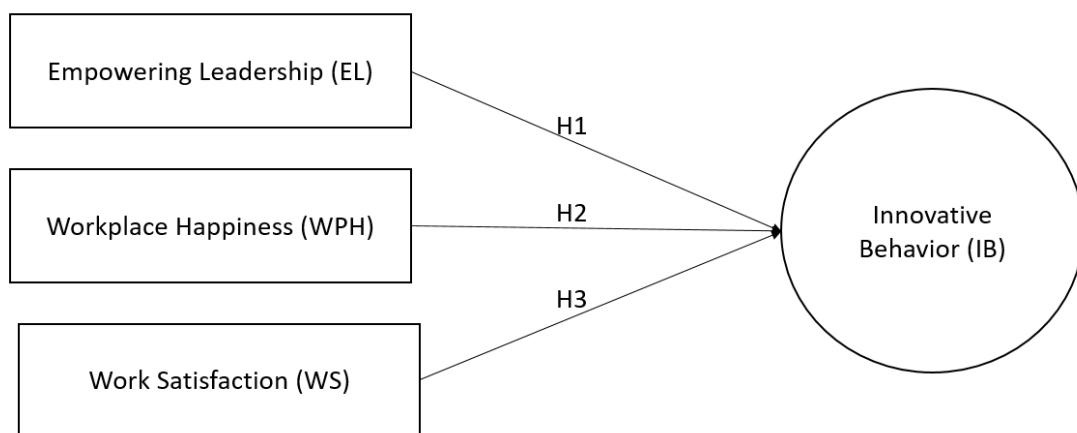 Empowering Leadership (EL)
H1
Workplace Happiness (WPH)
H2
Innovative
Behavior (IB)
H3
Work Satisfaction (WS)